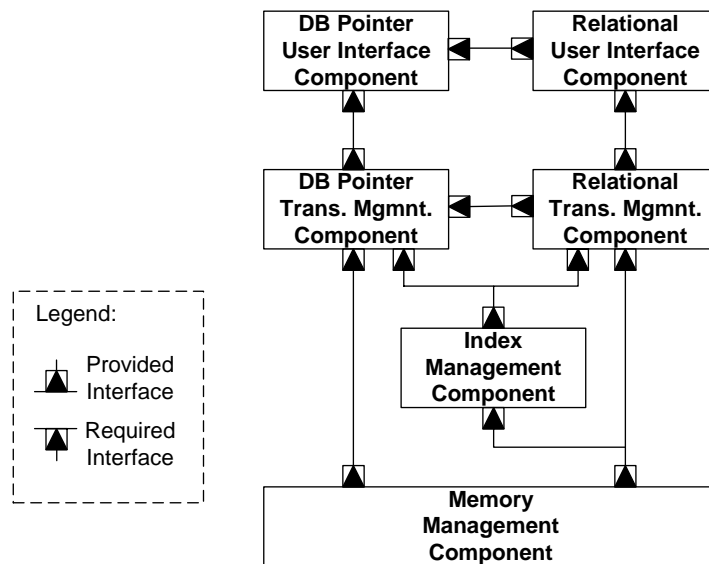 DB Pointer
User Interface
Component
Relational
User Interface
Component
DB Pointer
Trans. Mgmnt.
Component
Relational
Trans. Mgmnt.
Component
Legend:
Provided
Interface
Required
Interface
Index
Management
Component
Memory
Management
Component